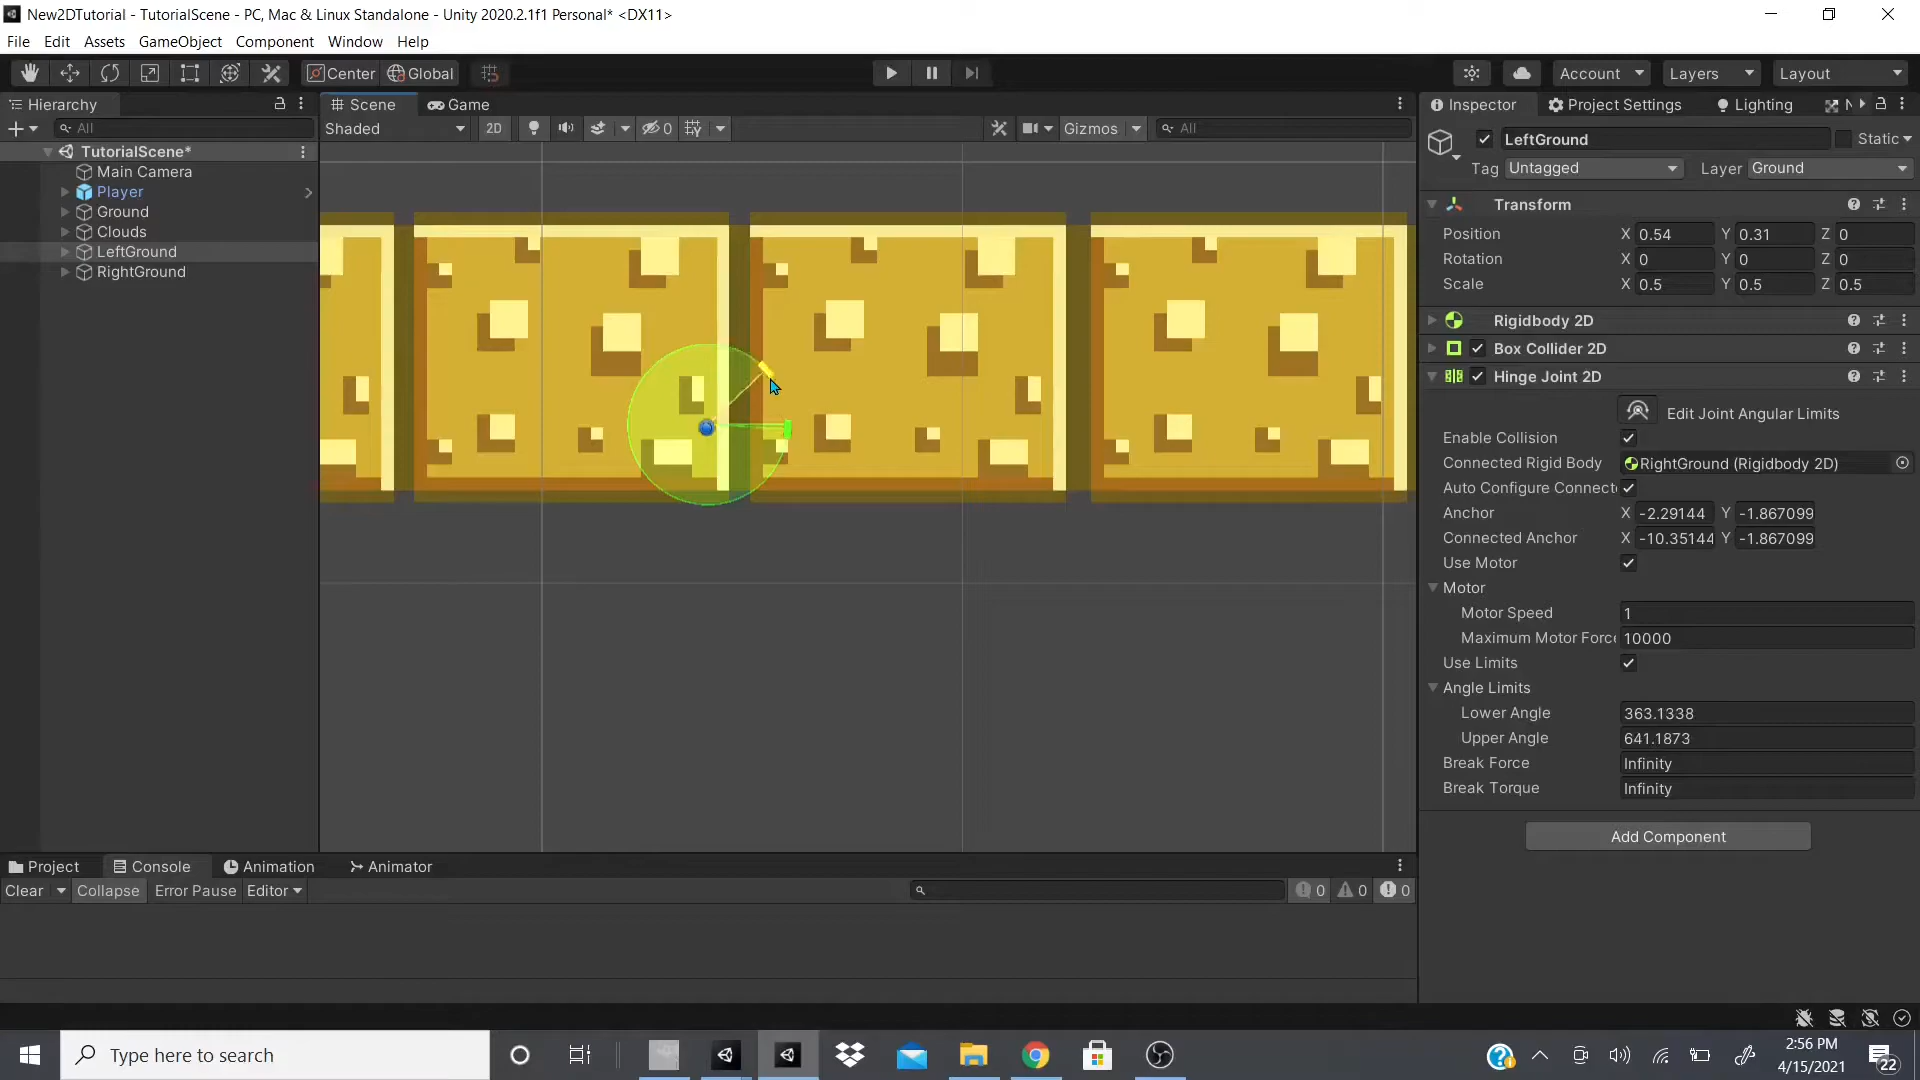 New2DTutorial - TutorialScene - PC, Mac & Linux Standalone - Unity 2020.2.1f1 Personal* <DX11>
File Edit Assets GameObject Component Window Help
Center Global Account Layers Layout
Hierarchy
All
TutorialScene*
Main Camera
Player
Ground
Clouds
LeftGround
RightGround
Scene Game
Shaded 2D 0 Gizmos All
Inspector Project Settings Lighting
LeftGround Static
Tag Untagged Layer Ground
Transform
Position X 0.54 Y 0.31 Z 0
Rotation X 0 Y 0 Z 0
Scale X 0.5 Y 0.5 Z 0.5
Rigidbody 2D
Box Collider 2D
Hinge Joint 2D
Edit Joint Angular Limits
Enable Collision
Connected Rigid Body RightGround (Rigidbody 2D)
Auto Configure Connect
Anchor X -2.29144 Y -1.867099
Connected Anchor X -10.35144 Y -1.867099
Use Motor
Motor
Motor Speed 1
Maximum Motor Force 10000
Use Limits
Angle Limits
Lower Angle 363.1338
Upper Angle 641.1873
Break Force Infinity
Break Torque Infinity
Add Component
Project Console Animation Animator
Clear Collapse Error Pause Editor 0 0 0
Type here to search
2:56 PM
4/15/2021
22